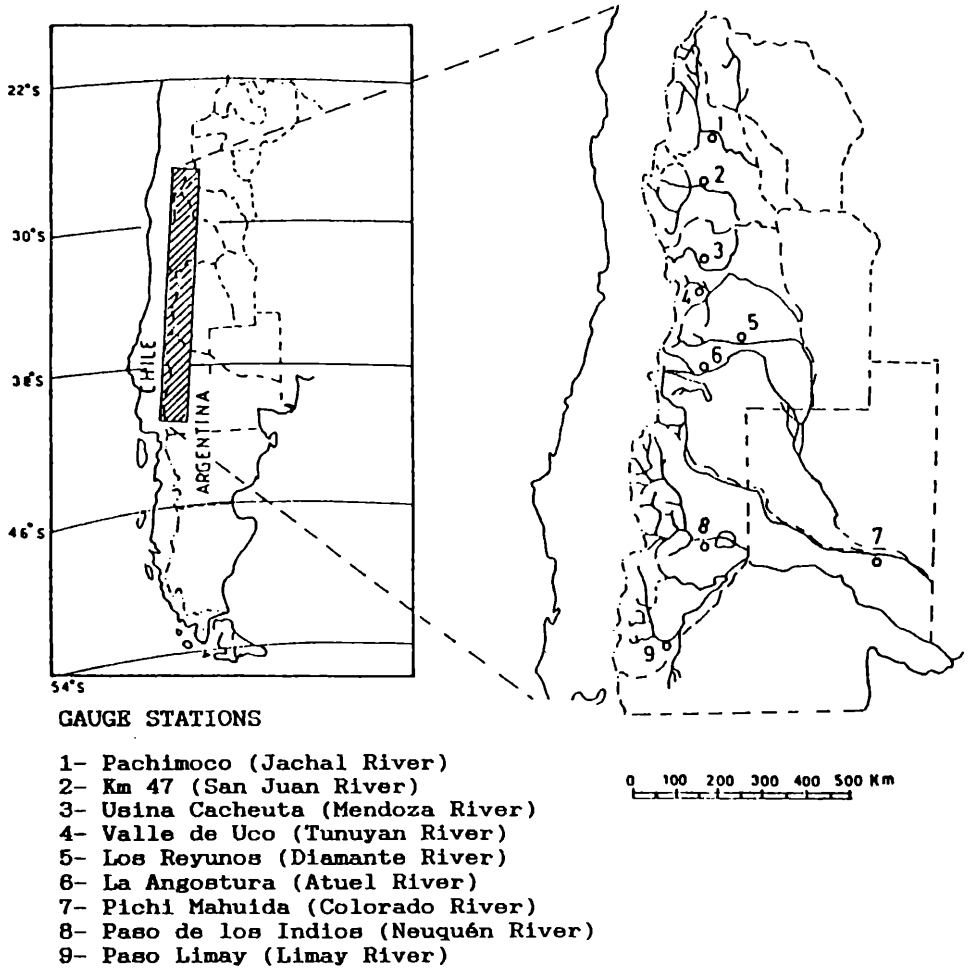 22°S
30°S
38°S
46°S
54°S
CHILE
ARGENTINA
1
2
3
4
5
6
7
8
9
GAUGE STATIONS
1- Pachimoco (Jachal River)
2- Km 47 (San Juan River)
3- Usina Cacheuta (Mendoza River)
4- Valle de Uco (Tunuyan River)
5- Los Reyunos (Diamante River)
6- La Angostura (Atuel River)
7- Pichi Mahuida (Colorado River)
8- Paso de los Indios (Neuquén River)
9- Paso Limay (Limay River)
0 100 200 300 400 500 Km